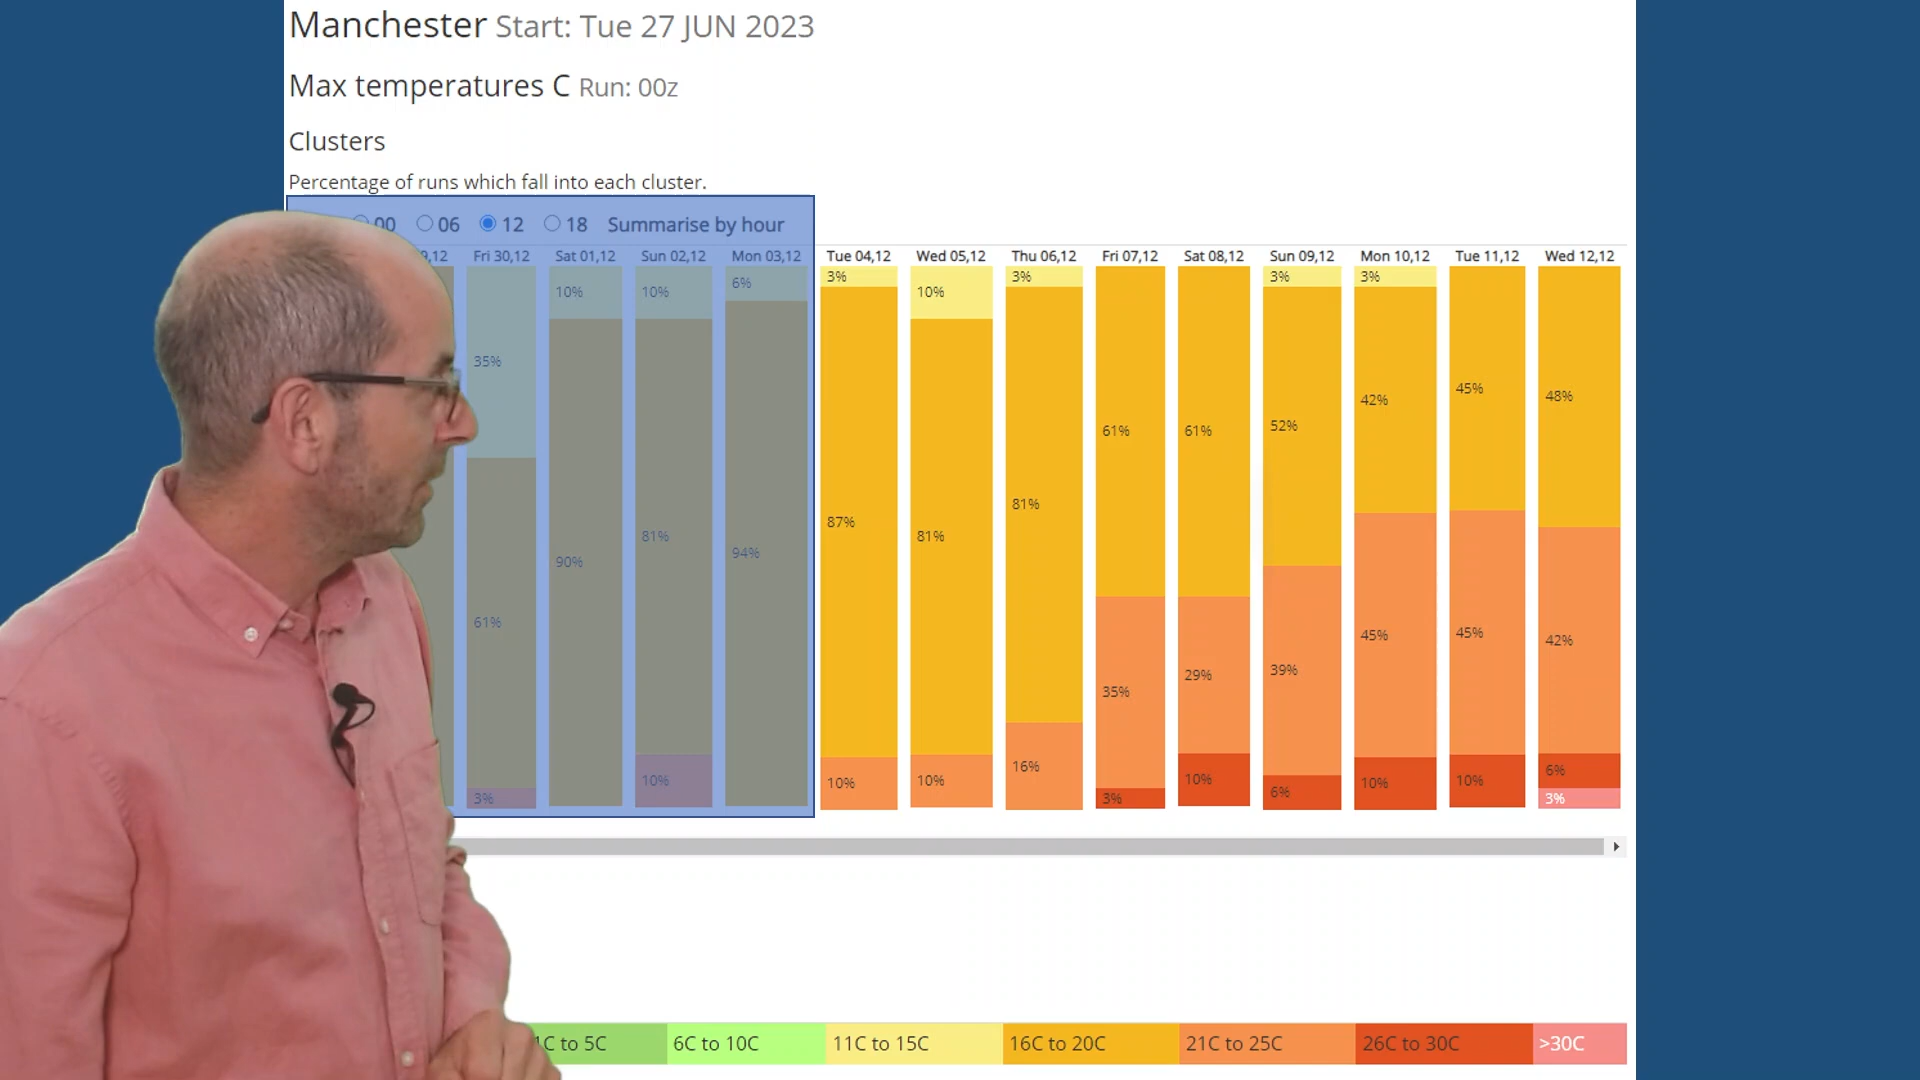 Manchester Start: Tue 27 JUN 2023
Max temperatures C Run: 00z
Clusters
Percentage of runs which fall into each cluster.
00 06 12 18 Summarise by hour
9,12 Fri 30,12 Sat 01,12 Sun 02,12 Mon 03,12 Tue 04,12 Wed 05,12 Thu 06,12 Fri 07,12 Sat 08,12 Sun 09,12 Mon 10,12 Tue 11,12 Wed 12,12
3% 3% 3% 3%
6%
10% 10% 10%
35%
45%
48%
42%
52%
61% 61%
81%
87%
81% 81%
94%
90%
61%
45%
45%
42%
39%
29%
35%
16%
6%
10% 10% 10% 10% 10% 10%
6%
3% 3% 3%
1C to 5C 6C to 10C 11C to 15C 16C to 20C 21C to 25C 26C to 30C >30C